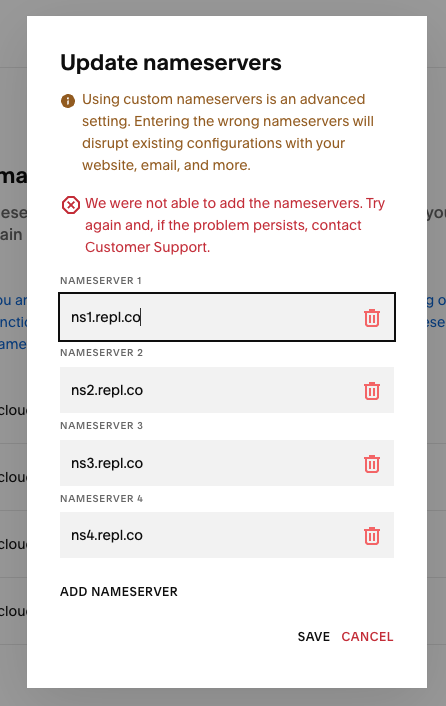 Update nameservers
Using custom nameservers is an advanced
setting. Entering the wrong nameservers will
disrupt existing configurations with your
website, email, and more.
We were not able to add the nameservers. Try
again and, if the problem persists, contact
Customer Support.
NAMESERVER 1
ns1.repl.co
NAMESERVER 2
ns2.repl.co
NAMESERVER 3
ns3.repl.co
NAMESERVER 4
ns4.repl.co
ADD NAMESERVER
SAVE CANCEL